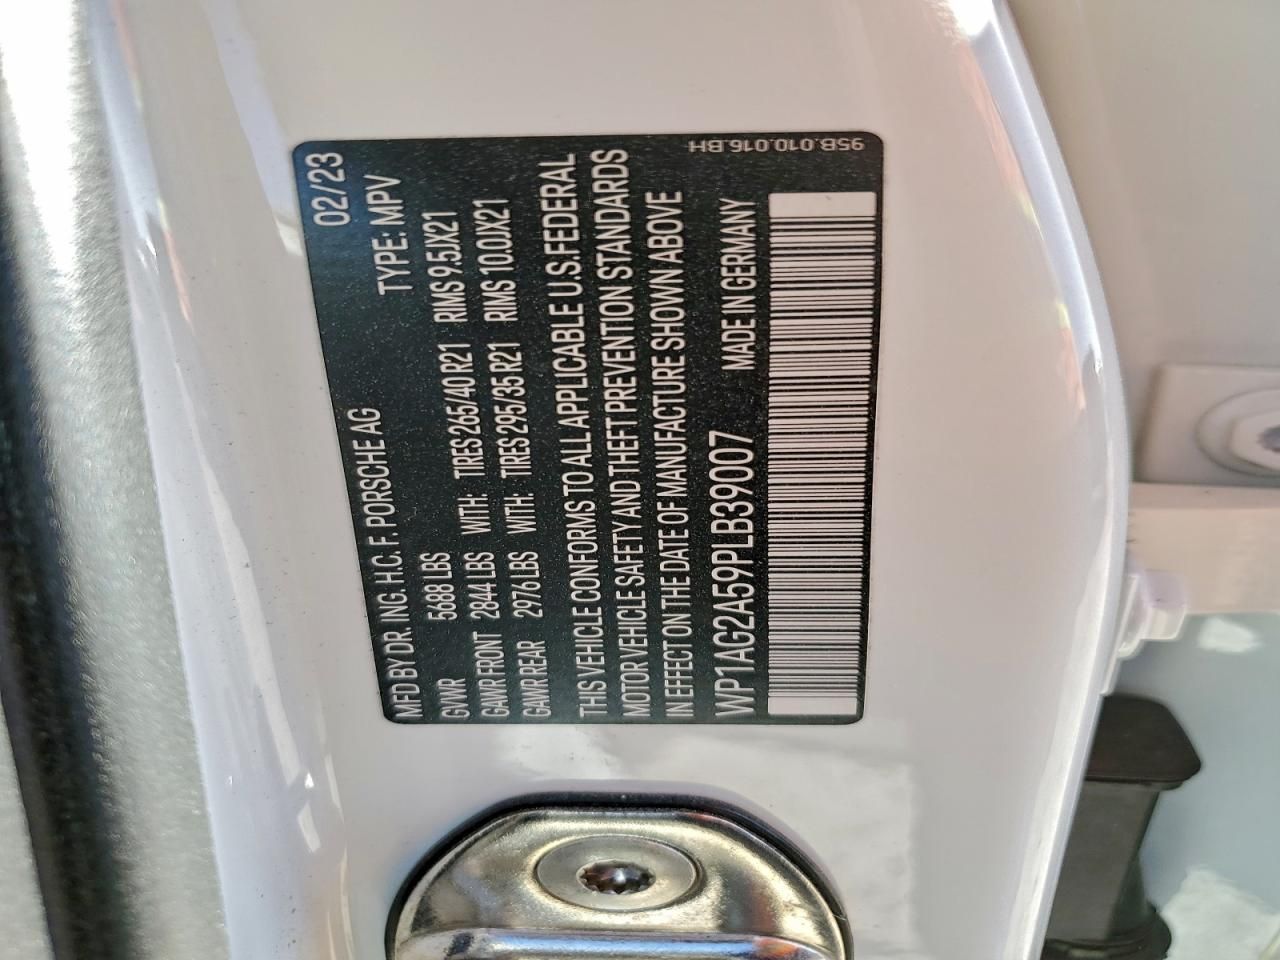 02/23
MFD BY DR. ING. H.C. F. PORSCHE AG TYPE: MPV
GVWR 5688 LBS
GAWR FRONT 2844 LBS WITH: TIRES 265/40 R21 RIMS 9.5JX21
GAWR REAR 2976 LBS WITH: TIRES 295/35 R21 RIMS 10.0JX21
THIS VEHICLE CONFORMS TO ALL APPLICABLE U.S.FEDERAL
MOTOR VEHICLE SAFETY AND THEFT PREVENTION STANDARDS
IN EFFECT ON THE DATE OF MANUFACTURE SHOWN ABOVE
WP1AG2A59PLB39007 MADE IN GERMANY
95B.010.016.BH